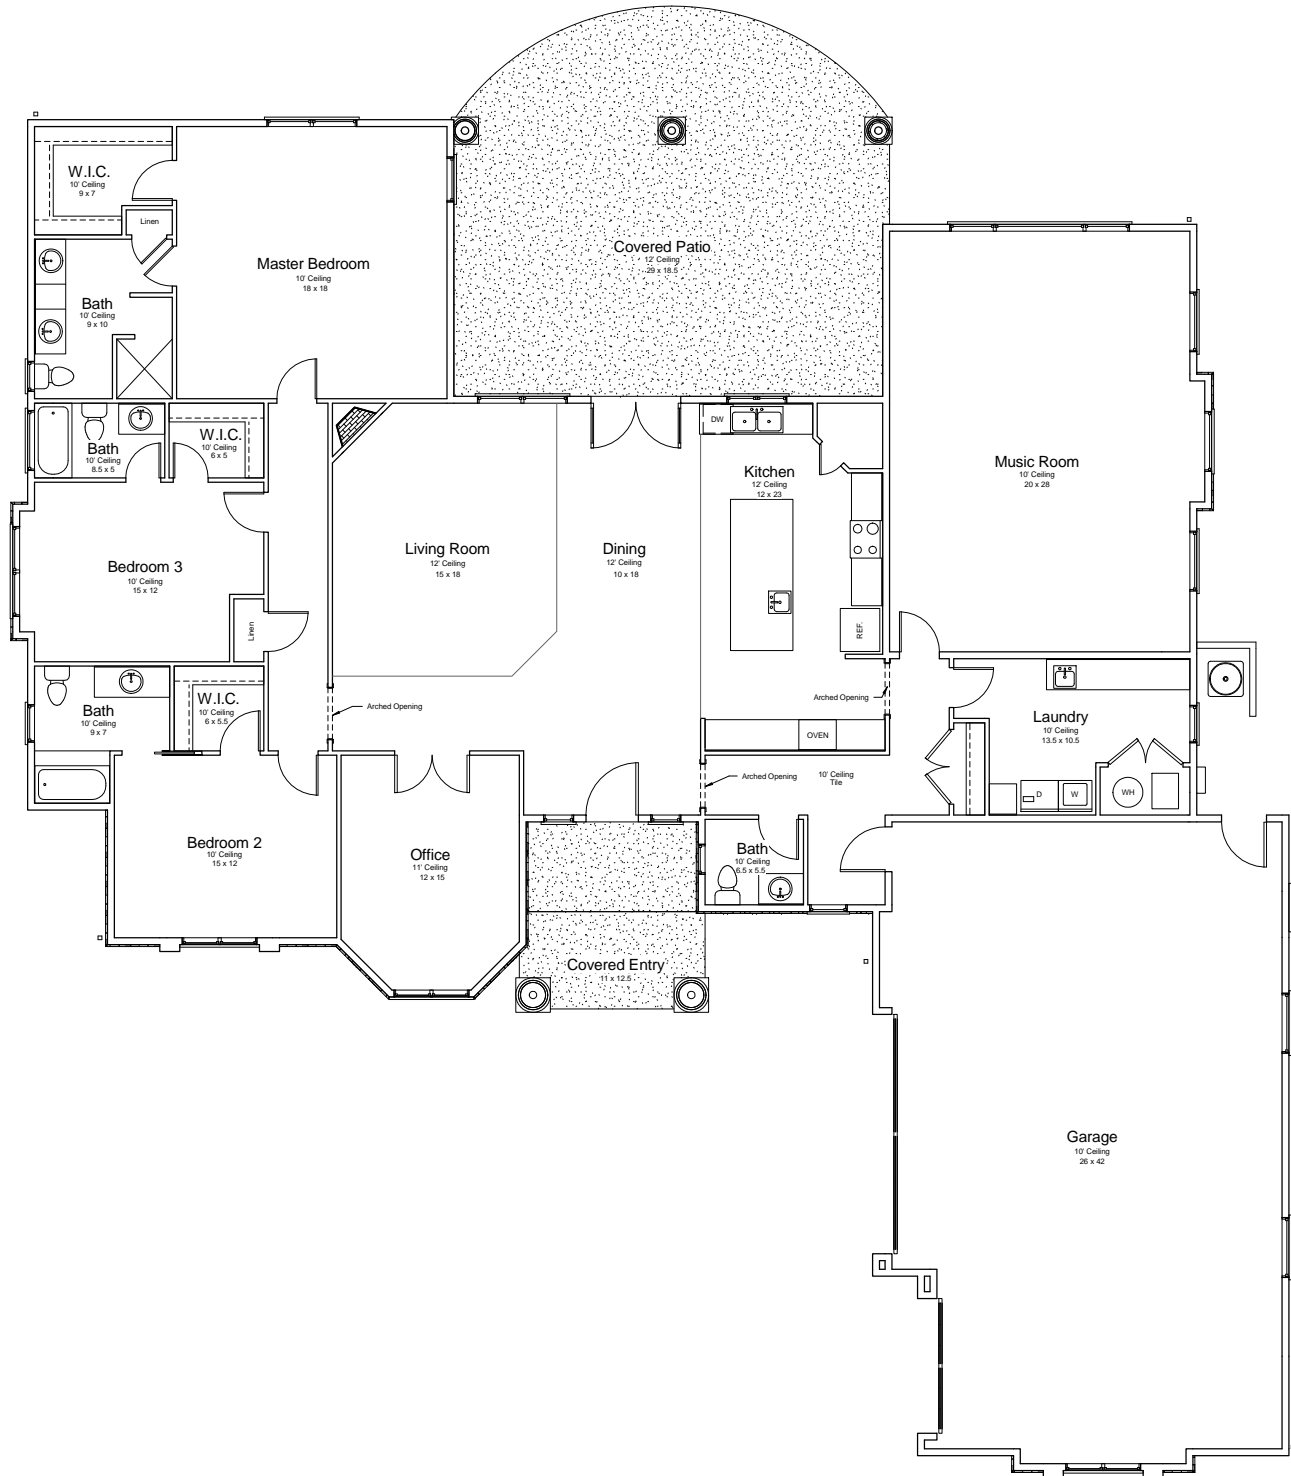 W.I.C.
10' Ceiling
9 x 7
Linen
Master Bedroom
10' Ceiling
18 x 18
Covered Patio
12' Ceiling
29 x 18.5
Bath
10' Ceiling
9 x 10
Bath
10' Ceiling
8.5 x 5
W.I.C.
10' Ceiling
6 x 5
DW
Kitchen
12' Ceiling
12 x 23
Music Room
10' Ceiling
20 x 28
Living Room
12' Ceiling
15 x 18
Dining
12' Ceiling
10 x 18
Bedroom 3
10' Ceiling
15 x 12
Linen
REF.
Bath
10' Ceiling
9 x 7
W.I.C.
10' Ceiling
6 x 5.5
Arched Opening
Arched Opening
Laundry
10' Ceiling
13.5 x 10.5
OVEN
Arched Opening
10' Ceiling
Tile
D
W
WH
Bedroom 2
10' Ceiling
15 x 12
Office
11' Ceiling
12 x 15
Bath
10' Ceiling
6.5 x 5.5
Covered Entry
11 x 12.5
Garage
10' Ceiling
26 x 42